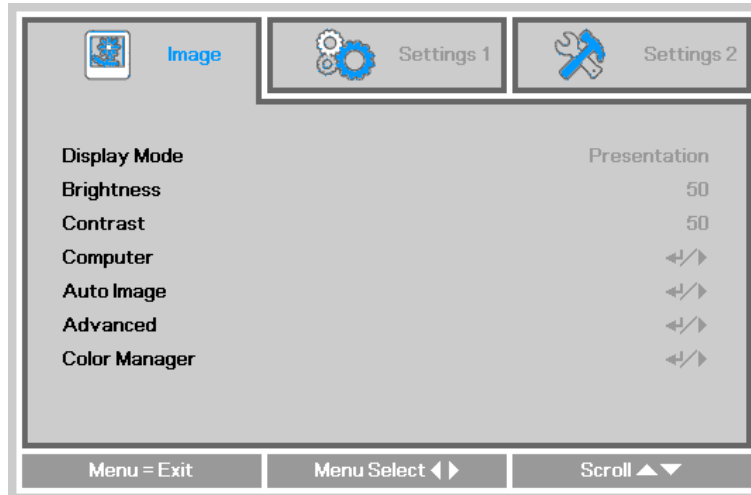 Image
Settings 1
Settings 2
Display Mode Presentation
Brightness 50
Contrast 50
Computer
Auto Image
Advanced
Color Manager
Menu = Exit
Menu Select
Scroll